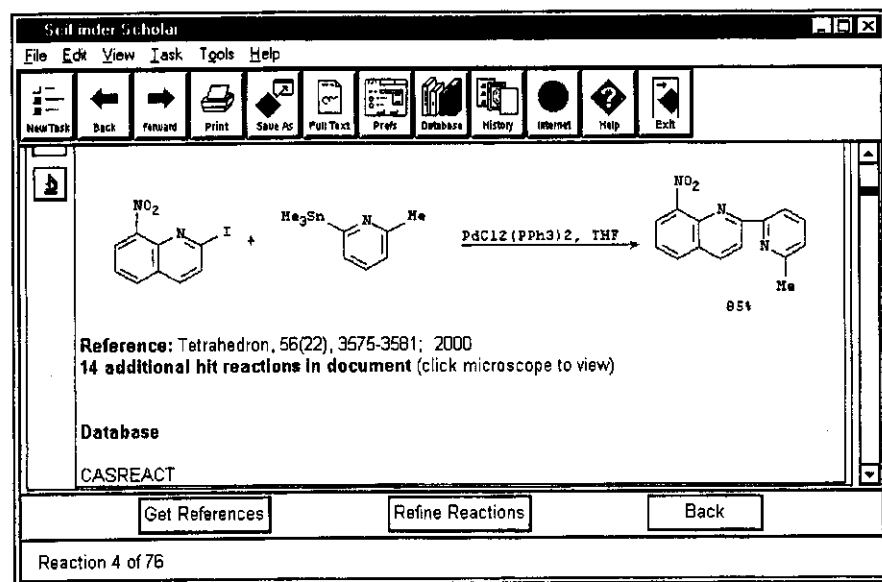 SciFinder Scholar
File Edit View Task Tools Help
New Task Back Forward Print Save As Full Text Prefs Database History Internet Help Exit
NO2
N
I
+
Me3Sn
N
Me
PdCl2(PPh3)2, THF
NO2
N
N
Me
85%
Reference: Tetrahedron, 56(22), 3575-3581; 2000
14 additional hit reactions in document (click microscope to view)
Database
CASREACT
Get References Refine Reactions Back
Reaction 4 of 76